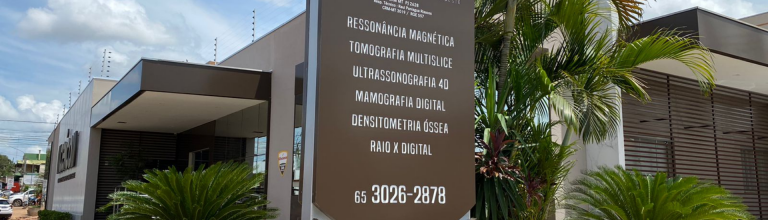 RESSONÂNCIA MAGNÉTICA
TOMOGRAFIA MULTISLICE
ULTRASSONOGRAFIA 4D
MAMOGRAFIA DIGITAL
DENSITOMETRIA ÓSSEA
RAIO X DIGITAL
65 3026-2878